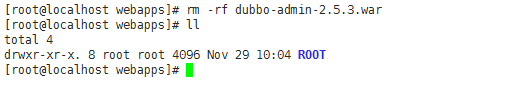 [root@localhost webapps]# rm -rf dubbo-admin-2.5.3.war
[root@localhost webapps]# ll
total 4
drwxr-xr-x. 8 root root 4096 Nov 29 10:04 ROOT
[root@localhost webapps]#